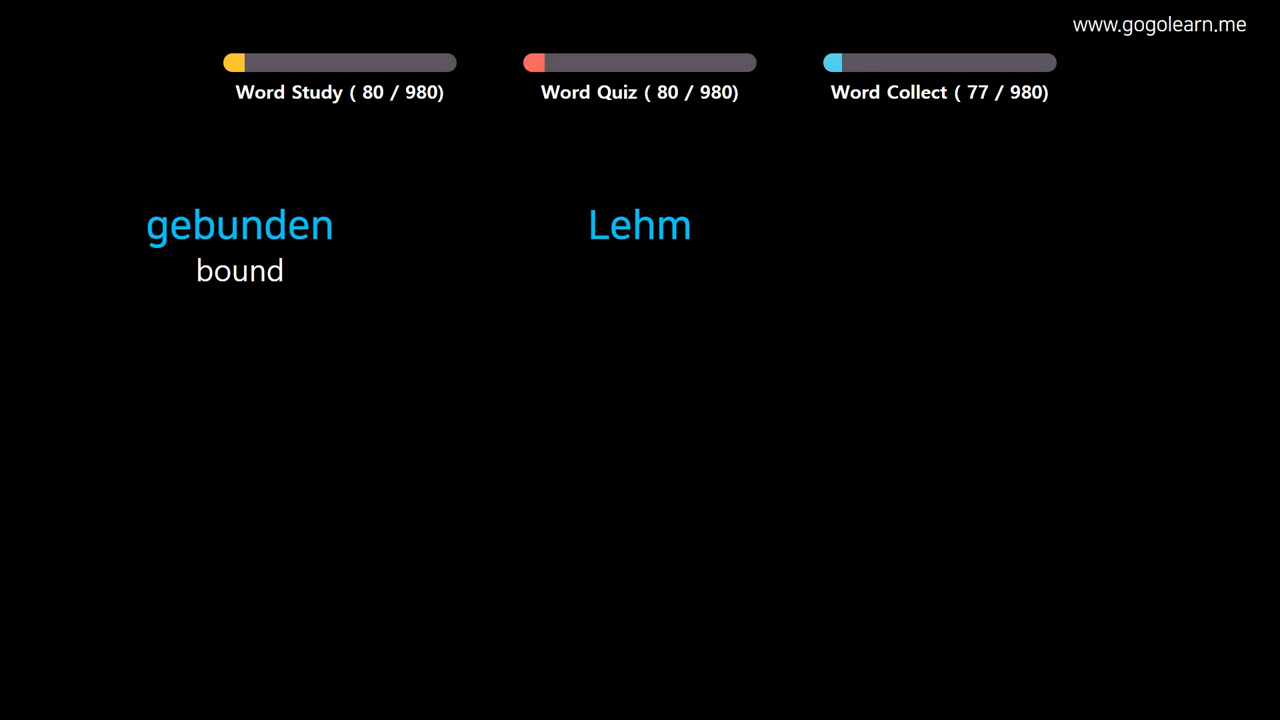 www.gogolearn.me
Word Study ( 80 / 980)
Word Quiz ( 80 / 980)
Word Collect ( 77 / 980)
gebunden
bound
Lehm